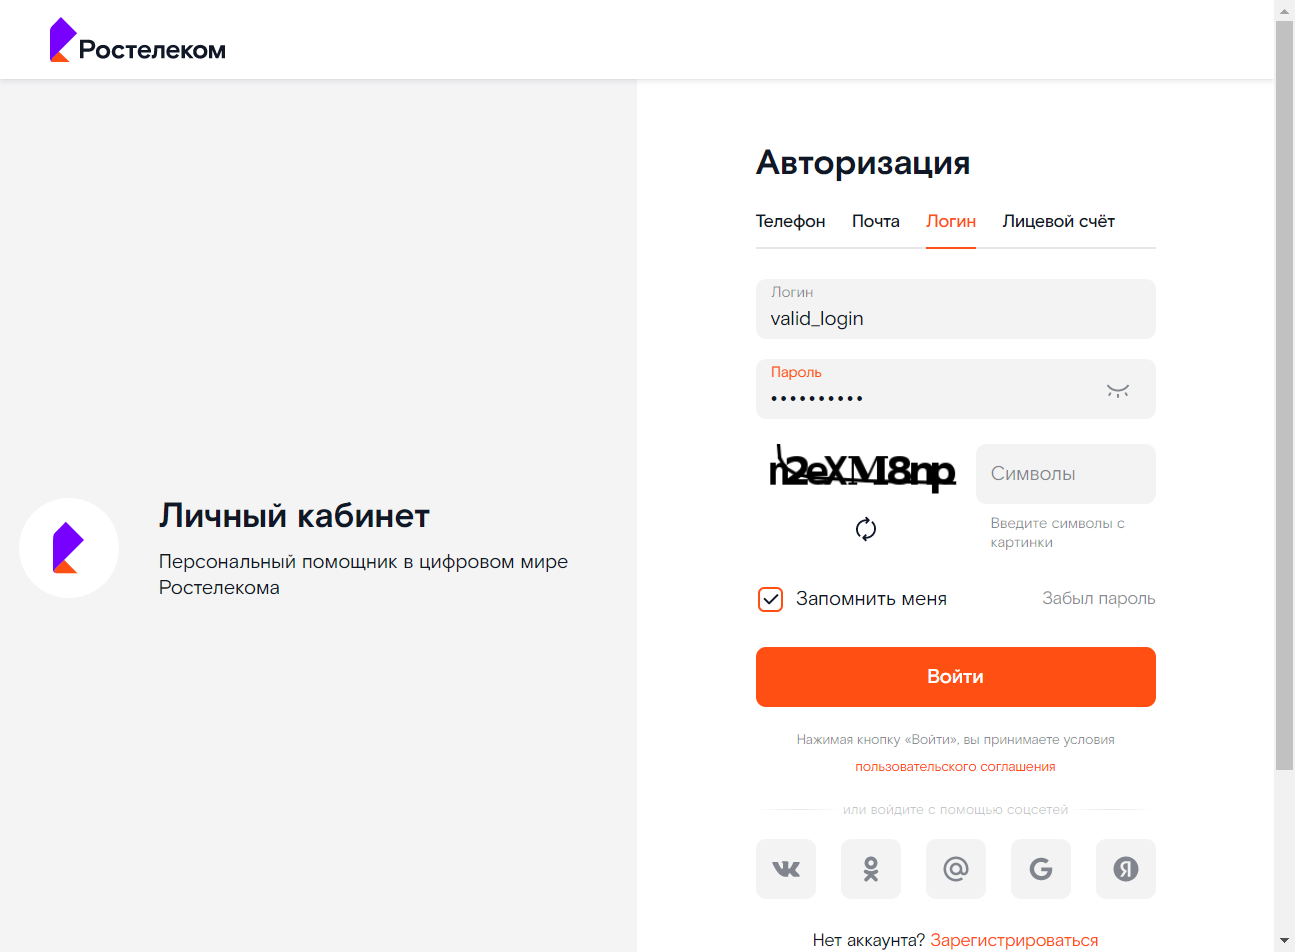 Ростелеком
Авторизация
Телефон Почта Логин Лицевой счёт
Логин
valid_login
Пароль
n2eXM8np
Символы
Введите символы с
картинки
Запомнить меня
Забыл пароль
Войти
Нажимая кнопку «Войти», вы принимаете условия
пользовательского соглашения
или войдите с помощью соцсетей
Нет аккаунта? Зарегистрироваться
Личный кабинет
Персональный помощник в цифровом мире
Ростелекома